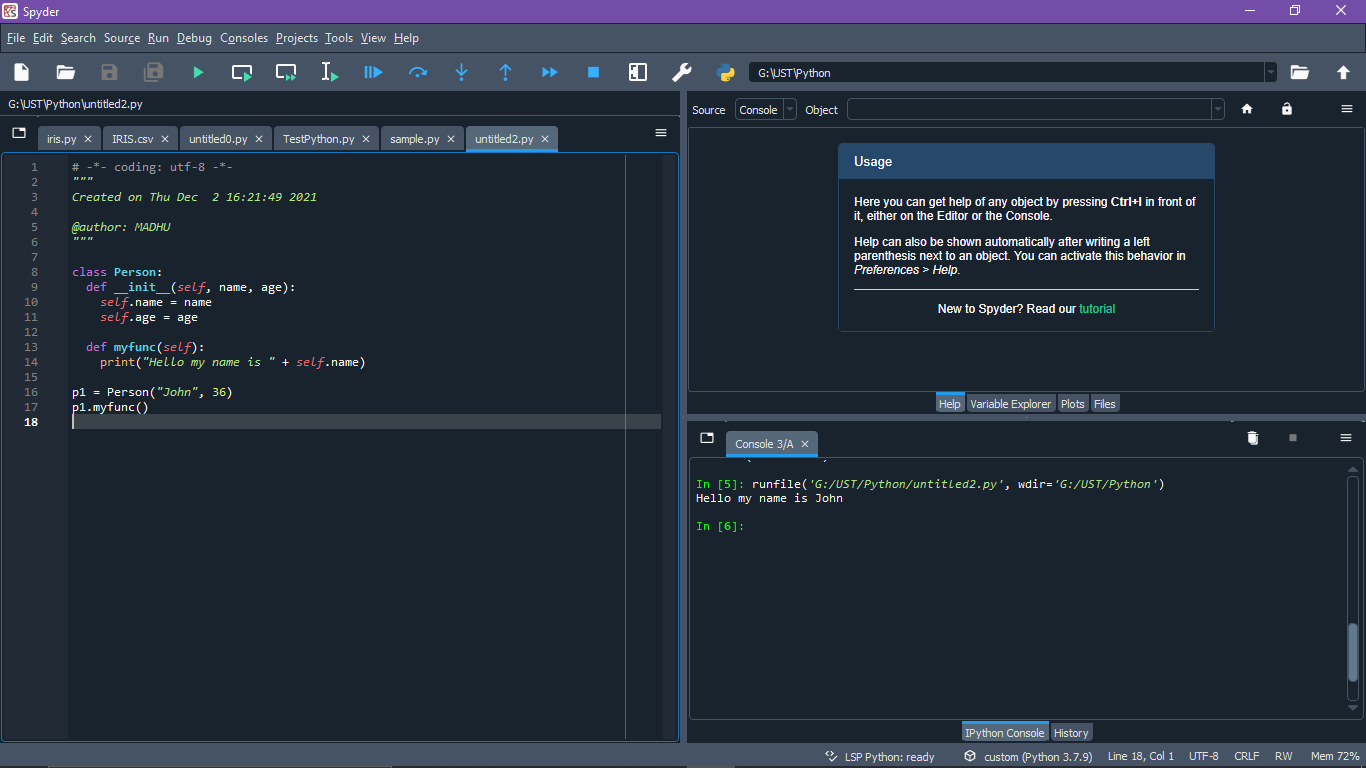 Spyder
File Edit Search Source Run Debug Consoles Projects Tools View Help
G:\UST\Python
G:\UST\Python\untitled2.py
iris.py IRIS.csv untitled0.py TestPython.py sample.py untitled2.py
1 # -*- coding: utf-8 -*-
2 """
3 Created on Thu Dec  2 16:21:49 2021
4
5 @author: MADHU
6 """
7
8 class Person:
9   def __init__(self, name, age):
10     self.name = name
11     self.age = age
12
13   def myfunc(self):
14     print("Hello my name is " + self.name)
15
16 p1 = Person("John", 36)
17 p1.myfunc()
18
Source Console Object
Usage
Here you can get help of any object by pressing Ctrl+I in front of
it, either on the Editor or the Console.
Help can also be shown automatically after writing a left
parenthesis next to an object. You can activate this behavior in
Preferences > Help.
New to Spyder? Read our tutorial
Help Variable Explorer Plots Files
Console 3/A
In [5]: runfile('G:/UST/Python/untitled2.py', wdir='G:/UST/Python')
Hello my name is John
In [6]:
IPython Console History
LSP Python: ready custom (Python 3.7.9) Line 18, Col 1 UTF-8 CRLF RW Mem 72%